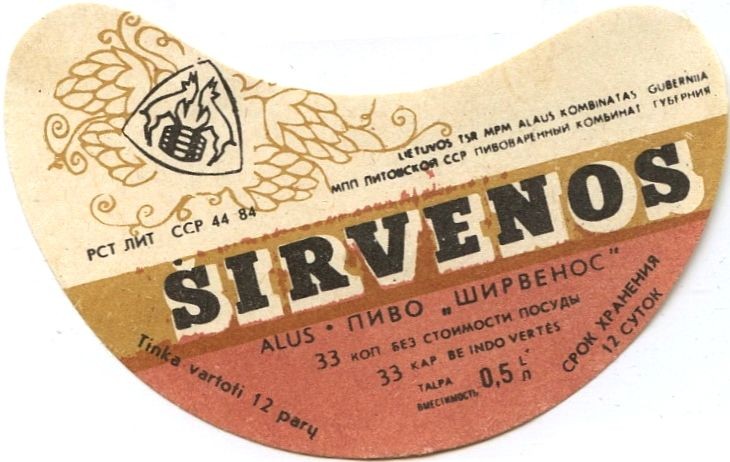 LIETUVOS TSR MPM ALAUS KOMBINATAS GUBERNIIA
МПП ЛИТОВСКОЙ ССР ПИВОВАРЕННЫЙ КОМБИНАТ ГУБЕРНИЯ
РСТ ЛИТ ССР 44 84
ŠIRVENOS
ALUS • ПИВО „ШИРВЕНОС"
33 КОП БЕЗ СТОИМОСТИ ПОСУДЫ
33 KAP BE INDO VERTĖS
TALPA 0,5 L
ВМЕСТИМОСТЬ Л
Tinka vartoti 12 parų
СРОК ХРАНЕНИЯ
12 СУТОК